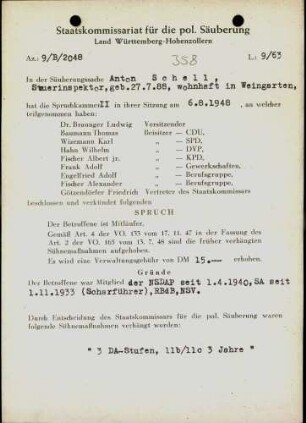 Staatskommissariat für die pol. Säuberung
Land Württemberg-Hohenzollern
Az.: 9/B/2048
L: 9/63
358
In der Säuberungssache Anton Schell,
Steuerinspektor, geb. 27.7.88, wohnhaft in Weingarten,
hat die Spruchkammer II in ihrer Sitzung am 6.8.1948, an welcher
teilgenommen haben:
Dr. Ludwig Vorsitzender
Bassmann Thomas Beisitzer – CDU,
Wizemann Karl „ – SPD,
Hahn Wilhelm „ – DVP,
Fischer Albert jr. „ – KPD,
Frank Adolf „ – Gewerkschaften,
Engelfried Adolf „ – Berufsgruppe,
Fischer Alexander „ – Berufsgruppe,
Götzendörfer Friedrich Vertreter des Staatskommissars
beschlossen und verkündet folgenden
SPRUCH
Der Betroffene ist Mitläufer.
Gemäß Art. 4 der VO. 133 vom 17. 11. 47 in der Fassung des
Art. 2 der VO. 165 vom 13. 7. 48 sind die früher verhängten
Sühnemaßnahmen aufgehoben.
Es wird eine Verwaltungsgebühr von DM 15.— erhoben.
Gründe
Der Betroffene war Mitglied der NSDAP seit 1.4.1940, SA seit
1.11.1933 (Scharführer), RBdB, NSV.
Durch Entscheidung des Staatskommissars für die pol. Säuberung waren
folgende Sühnemaßnahmen verhängt worden:
" 3 DA-Stufen, 11b/11c 3 Jahre "